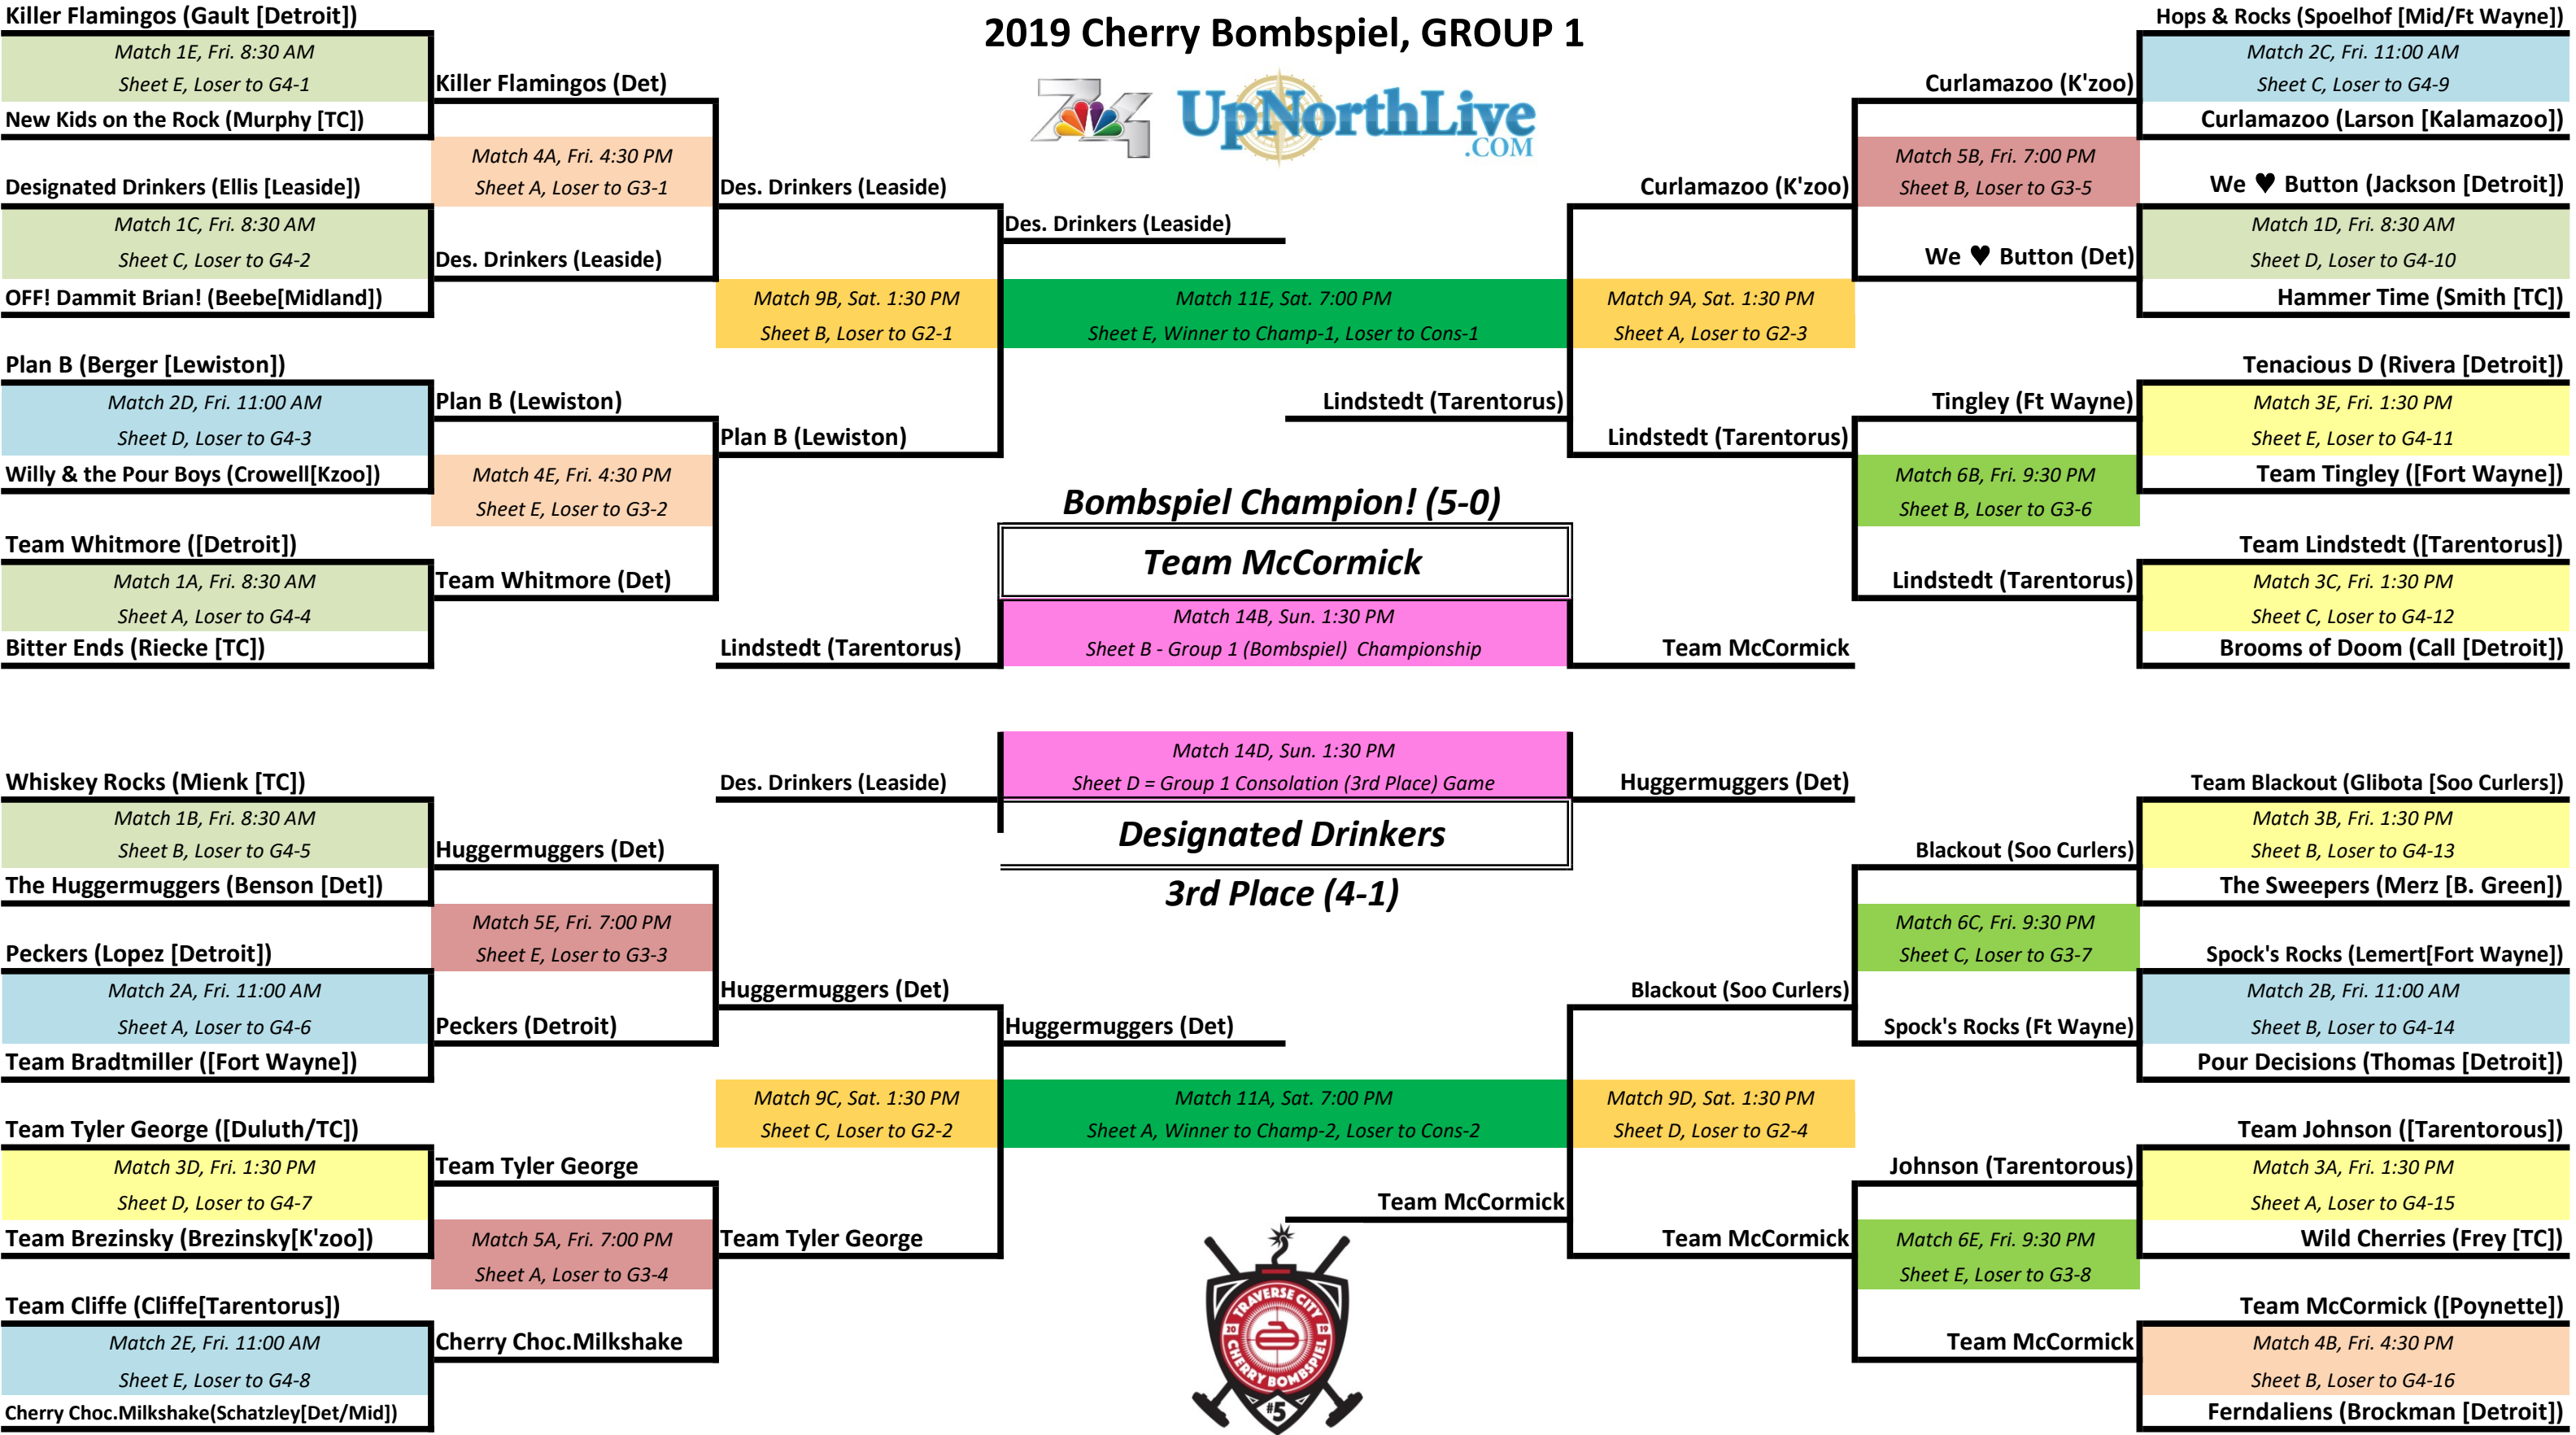 2019 Cherry Bombspiel, GROUP 1
UpNorthLive
.COM
Killer Flamingos (Gault [Detroit])
Match 1E, Fri. 8:30 AM
Sheet E, Loser to G4-1
New Kids on the Rock (Murphy [TC])
Designated Drinkers (Ellis [Leaside])
Match 1C, Fri. 8:30 AM
Sheet C, Loser to G4-2
OFF! Dammit Brian! (Beebe[Midland])
Plan B (Berger [Lewiston])
Match 2D, Fri. 11:00 AM
Sheet D, Loser to G4-3
Willy & the Pour Boys (Crowell[Kzoo])
Team Whitmore ([Detroit])
Match 1A, Fri. 8:30 AM
Sheet A, Loser to G4-4
Bitter Ends (Riecke [TC])
Killer Flamingos (Det)
Match 4A, Fri. 4:30 PM
Sheet A, Loser to G3-1
Des. Drinkers (Leaside)
Plan B (Lewiston)
Match 4E, Fri. 4:30 PM
Sheet E, Loser to G3-2
Team Whitmore (Det)
Des. Drinkers (Leaside)
Match 9B, Sat. 1:30 PM
Sheet B, Loser to G2-1
Plan B (Lewiston)
Des. Drinkers (Leaside)
Match 11E, Sat. 7:00 PM
Sheet E, Winner to Champ-1, Loser to Cons-1
Lindstedt (Tarentorus)
Curlamazoo (K'zoo)
Match 9A, Sat. 1:30 PM
Sheet A, Loser to G2-3
Lindstedt (Tarentorus)
Curlamazoo (K'zoo)
Match 5B, Fri. 7:00 PM
Sheet B, Loser to G3-5
We ♥ Button (Det)
Tingley (Ft Wayne)
Match 6B, Fri. 9:30 PM
Sheet B, Loser to G3-6
Lindstedt (Tarentorus)
Hops & Rocks (Spoelhof [Mid/Ft Wayne])
Match 2C, Fri. 11:00 AM
Sheet C, Loser to G4-9
Curlamazoo (Larson [Kalamazoo])
We ♥ Button (Jackson [Detroit])
Match 1D, Fri. 8:30 AM
Sheet D, Loser to G4-10
Hammer Time (Smith [TC])
Tenacious D (Rivera [Detroit])
Match 3E, Fri. 1:30 PM
Sheet E, Loser to G4-11
Team Tingley ([Fort Wayne])
Team Lindstedt ([Tarentorus])
Match 3C, Fri. 1:30 PM
Sheet C, Loser to G4-12
Brooms of Doom (Call [Detroit])
Bombspiel Champion! (5-0)
Team McCormick
Lindstedt (Tarentorus)
Match 14B, Sun. 1:30 PM
Sheet B - Group 1 (Bombspiel) Championship
Team McCormick
Des. Drinkers (Leaside)
Match 14D, Sun. 1:30 PM
Sheet D = Group 1 Consolation (3rd Place) Game
Huggermuggers (Det)
Designated Drinkers
3rd Place (4-1)
Whiskey Rocks (Mienk [TC])
Match 1B, Fri. 8:30 AM
Sheet B, Loser to G4-5
The Huggermuggers (Benson [Det])
Peckers (Lopez [Detroit])
Match 2A, Fri. 11:00 AM
Sheet A, Loser to G4-6
Team Bradtmiller ([Fort Wayne])
Team Tyler George ([Duluth/TC])
Match 3D, Fri. 1:30 PM
Sheet D, Loser to G4-7
Team Brezinsky (Brezinsky[K'zoo])
Team Cliffe (Cliffe[Tarentorus])
Match 2E, Fri. 11:00 AM
Sheet E, Loser to G4-8
Cherry Choc.Milkshake(Schatzley[Det/Mid])
Huggermuggers (Det)
Match 5E, Fri. 7:00 PM
Sheet E, Loser to G3-3
Peckers (Detroit)
Team Tyler George
Match 5A, Fri. 7:00 PM
Sheet A, Loser to G3-4
Cherry Choc.Milkshake
Huggermuggers (Det)
Match 9C, Sat. 1:30 PM
Sheet C, Loser to G2-2
Team Tyler George
Huggermuggers (Det)
Match 11A, Sat. 7:00 PM
Sheet A, Winner to Champ-2, Loser to Cons-2
Team McCormick
Blackout (Soo Curlers)
Match 9D, Sat. 1:30 PM
Sheet D, Loser to G2-4
Team McCormick
Blackout (Soo Curlers)
Match 6C, Fri. 9:30 PM
Sheet C, Loser to G3-7
Spock's Rocks (Ft Wayne)
Johnson (Tarentorous)
Match 6E, Fri. 9:30 PM
Sheet E, Loser to G3-8
Team McCormick
Team Blackout (Glibota [Soo Curlers])
Match 3B, Fri. 1:30 PM
Sheet B, Loser to G4-13
The Sweepers (Merz [B. Green])
Spock's Rocks (Lemert[Fort Wayne])
Match 2B, Fri. 11:00 AM
Sheet B, Loser to G4-14
Pour Decisions (Thomas [Detroit])
Team Johnson ([Tarentorous])
Match 3A, Fri. 1:30 PM
Sheet A, Loser to G4-15
Wild Cherries (Frey [TC])
Team McCormick ([Poynette])
Match 4B, Fri. 4:30 PM
Sheet B, Loser to G4-16
Ferndaliens (Brockman [Detroit])
TRAVERSE CITY
20 19
CHERRY BOMBSPIEL
#5